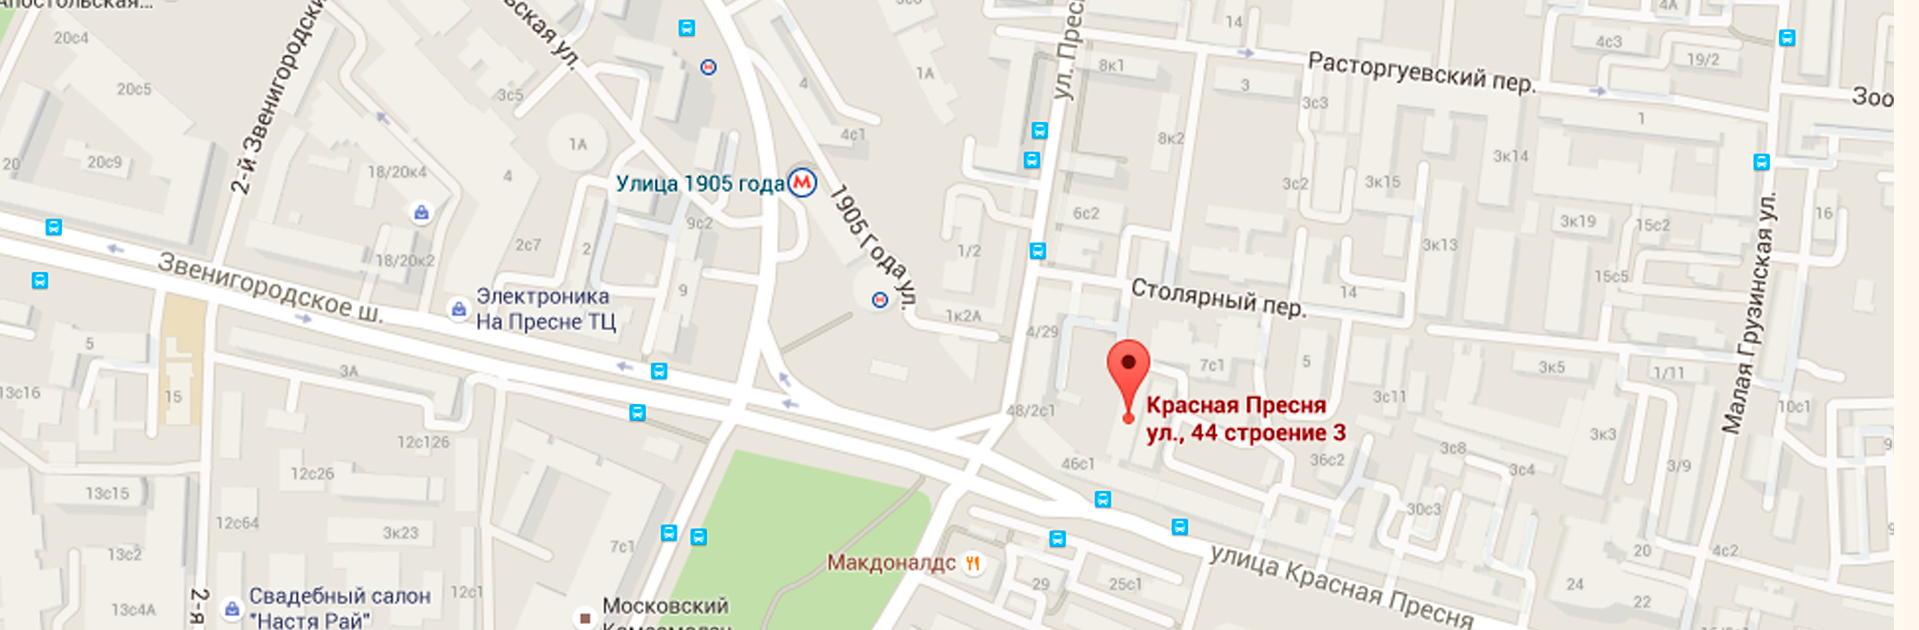 Апостольская...
20с4
20с5
20
20с9
2-й Звенигородский
18/20к4
18/20к2
4
3с5
1А
2с7
2
Улица 1905 года
9с2
9
4
4с1
1А
1905 Года ул.
1/2
1к2А
Звенигородское ш.
Электроника
На Пресне ТЦ
14
8к1
8к2
3
3с3
3с2
Расторгуевский пер.
4А
4с3
19/2
1
3к14
3к15
3к19
15с2
16
3к13
15с5
6с2
Столярный пер.
14
4/29
7с1
5
3к5
1/11
3с11
10с1
Малая Грузинская ул.
48/2с1
Красная Пресня
ул., 44 строение 3
46с1
36с2
3с8
3с4
3к3
3/9
30с3
5
3А
13с16
15
12с126
12с26
13с15
12с64
3к23
13с2
7с1
12с1
13с4А
2-я
Свадебный салон
"Настя Рай"
Московский
Макдоналдс
29
25с1
улица Красная Пресня
20
4с2
24
22